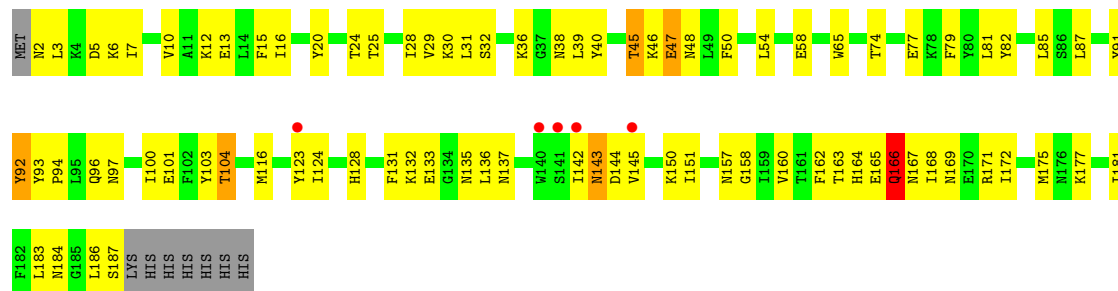 MET N2 L3 K4 D5 K6 I7 V10 A11 K12 E13 L14 F15 I16 Y20 T24 T25 I28 V29 K30 L31 S32 K36 G37 N38 L39 Y40 T45 K46 E47 N48 L49 F50 L54 E58 W65 T74 E77 K78 F79 Y80 L81 Y82 L85 S86 L87 Y91
Y92 Y93 P94 L95 Q96 N97 I100 E101 F102 Y103 T104 M116 Y123 I124 H128 F131 K132 E133 G134 N135 L136 N137 W140 S141 I142 N143 D144 V145 K150 I151 N157 G158 I159 V160 T161 F162 T163 H164 E165 Q166 N167 I168 N169 E170 R171 I172 M175 N176 K177 I181
F182 L183 N184 G185 L186 S187 LYS HIS HIS HIS HIS HIS HIS